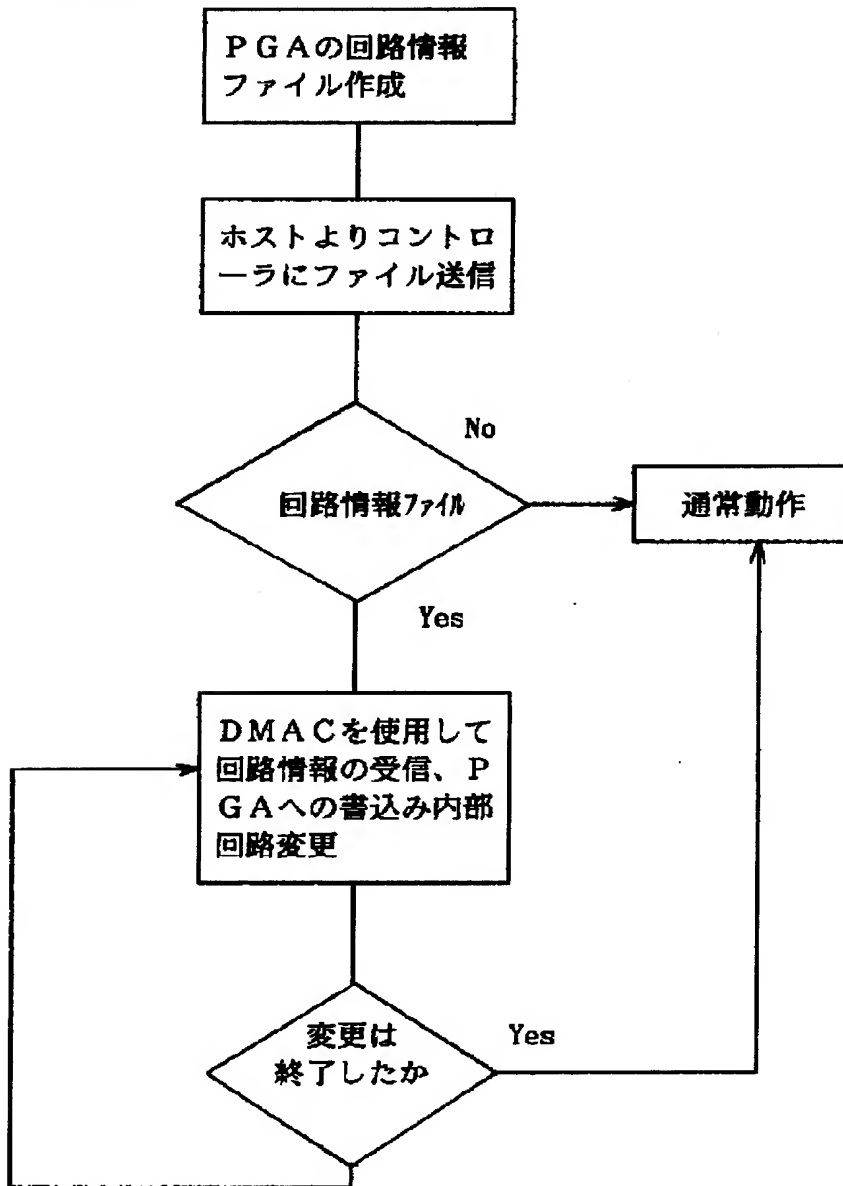 PGAの回路情報
ファイル作成
ホストよりコントロ
ーラにファイル送信
No
回路情報ファイル
通常動作
Yes
DMACを使用して
回路情報の受信、P
GAへの書込み内部
回路変更
変更は
終了したか
Yes